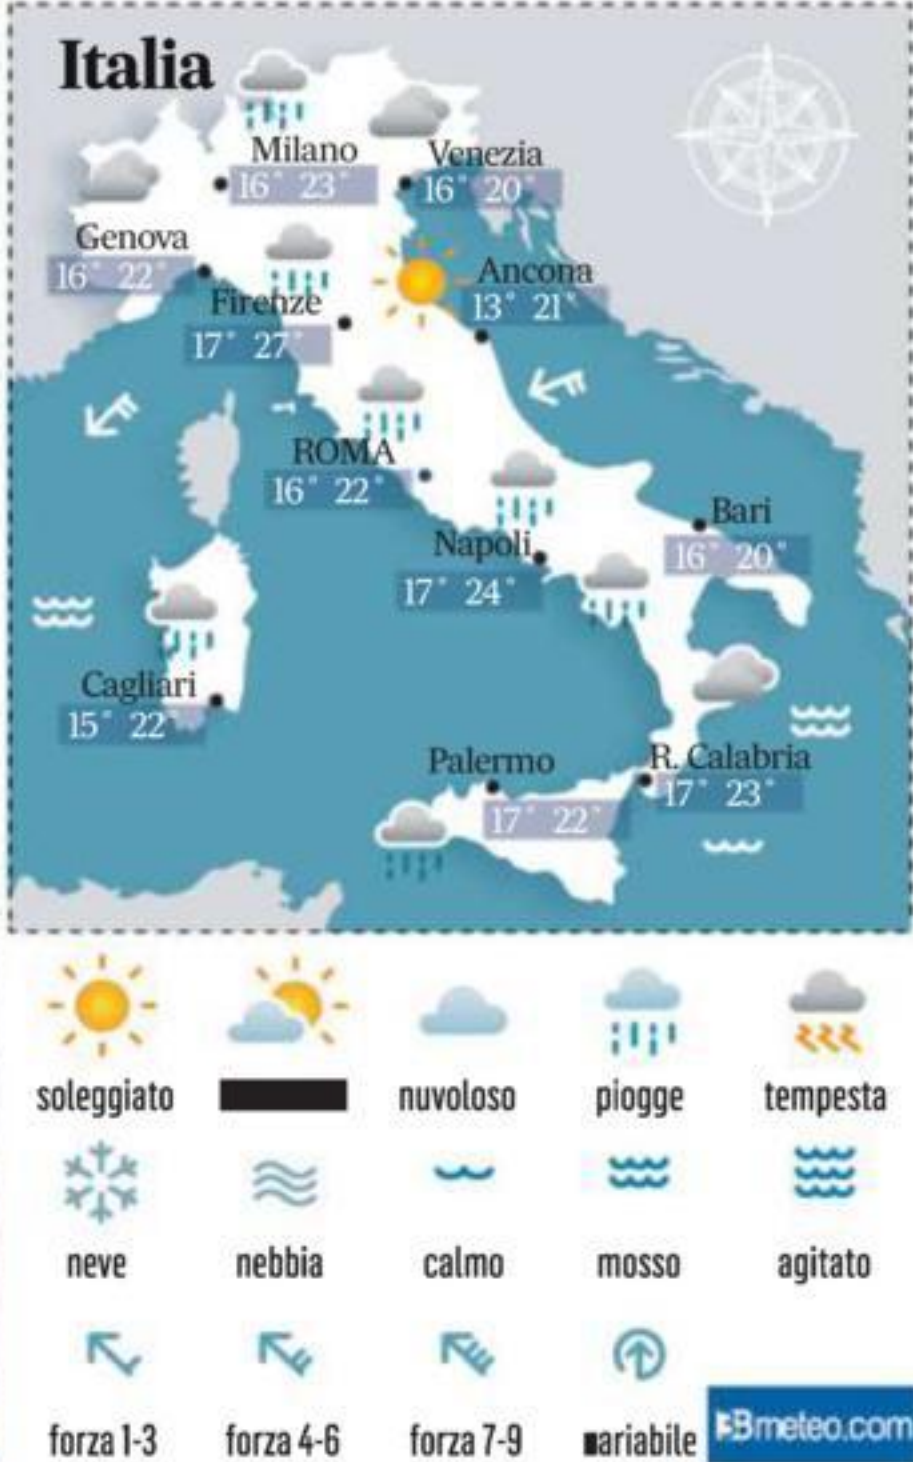 Italia
Milano
16° 23°
Venezia
16° 20°
Genova
16° 22°
Ancona
13° 21°
Firenze
17° 27°
ROMA
16° 22°
Bari
16° 20°
Napoli
17° 24°
Cagliari
15° 22°
Palermo
17° 22°
R. Calabria
17° 23°
soleggiato
nuvoloso
piogge
tempesta
neve
nebbia
calmo
mosso
agitato
forza 1-3
forza 4-6
forza 7-9
ariabile
3Bmeteo.com